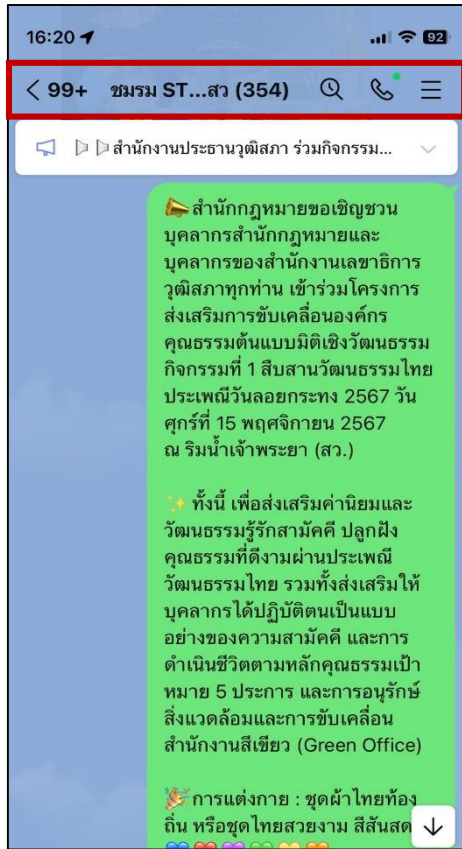 16:20
92
99+ ชมรม ST...สว (354)
สำนักงานประธานวุฒิสภา ร่วมกิจกรรม...
สำนักกฎหมายขอเชิญชวน
บุคลากรสำนักกฎหมายและ
บุคลากรของสำนักงานเลขาธิการ
วุฒิสภาทุกท่าน เข้าร่วมโครงการ
ส่งเสริมการขับเคลื่อนองค์กร
คุณธรรมต้นแบบมิติเชิงวัฒนธรรม
กิจกรรมที่ 1 สืบสานวัฒนธรรมไทย
ประเพณีวันลอยกระทง 2567 วัน
ศุกร์ที่ 15 พฤศจิกายน 2567
ณ ริมน้ำเจ้าพระยา (สว.)
ทั้งนี้ เพื่อส่งเสริมค่านิยมและ
วัฒนธรรมรู้รักสามัคคี ปลูกฝัง
คุณธรรมที่ดีงามผ่านประเพณี
วัฒนธรรมไทย รวมทั้งส่งเสริมให้
บุคลากรได้ปฏิบัติตนเป็นแบบ
อย่างของความสามัคคี และการ
ดำเนินชีวิตตามหลักคุณธรรมเป้า
หมาย 5 ประการ และการอนุรักษ์
สิ่งแวดล้อมและการขับเคลื่อน
สำนักงานสีเขียว (Green Office)
การแต่งกาย : ชุดผ้าไทยท้อง
ถิ่น หรือชุดไทยสวยงาม สีสันสด